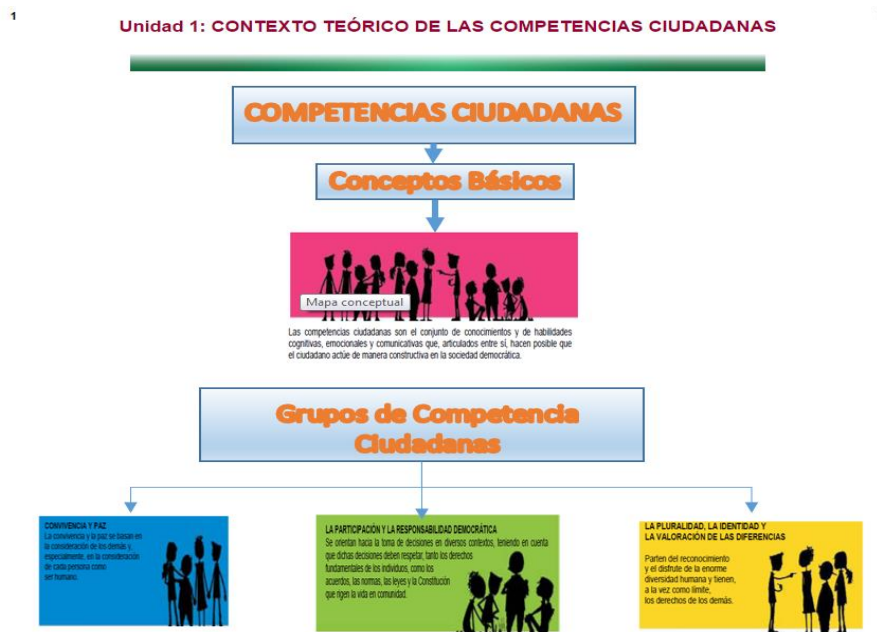 1
Unidad 1: CONTEXTO TEÓRICO DE LAS COMPETENCIAS CIUDADANAS
COMPETENCIAS CIUDADANAS
Conceptos Básicos
Mapa conceptual
Las competencias ciudadanas son el conjunto de conocimientos y de habilidades
cognitivas, emocionales y comunicativas que, articulados entre sí, hacen posible que
el ciudadano actúe de manera constructiva en la sociedad democrática.
Grupos de Competencia
Ciudadanas
CONVIVENCIA Y PAZ
La convivencia y la paz se basan en
la consideración de los demás y,
especialmente, en la consideración
de cada persona como
ser humano.
LA PARTICIPACIÓN Y LA RESPONSABILIDAD DEMOCRÁTICA
Se orientan hacia la toma de decisiones en diversos contextos, teniendo en cuenta
que dichas decisiones deben respetar, tanto los derechos
fundamentales de los individuos, como los
acuerdos, las normas, las leyes y la Constitución
que rigen la vida en comunidad.
LA PLURALIDAD, LA IDENTIDAD Y
LA VALORACIÓN DE LAS DIFERENCIAS
Parten del reconocimiento
y el disfrute de la enorme
diversidad humana y tienen,
a la vez como límite,
los derechos de los demás.